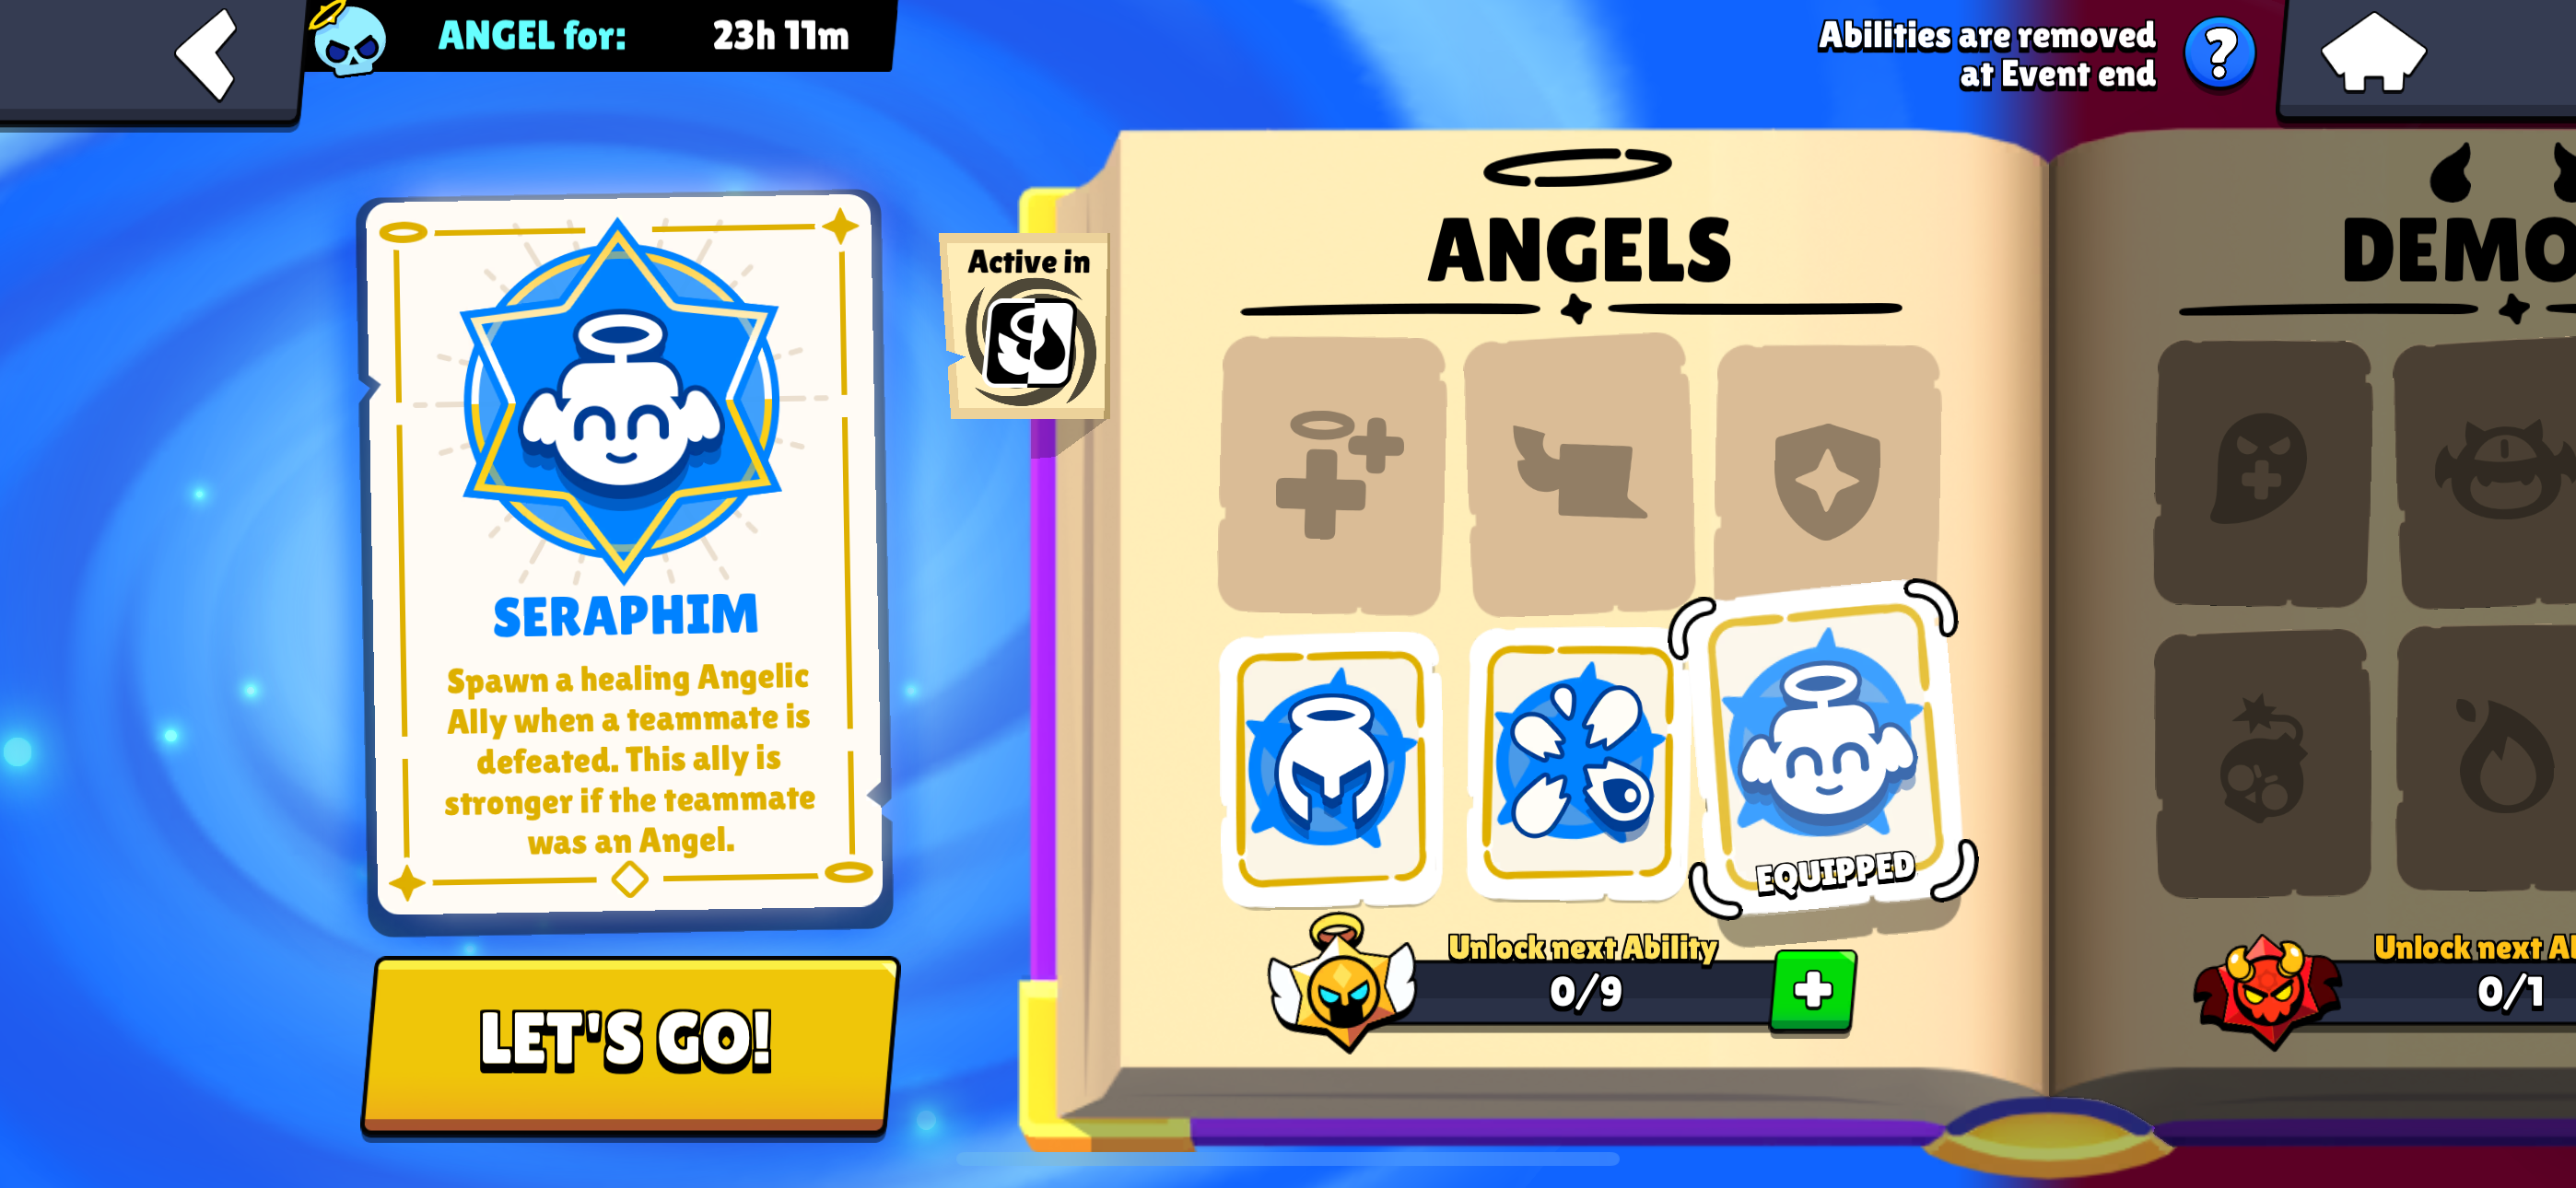 ANGEL for: 23h 11m
Abilities are removed
at Event end
?
SERAPHIM
Spawn a healing Angelic
Ally when a teammate is
defeated. This ally is
stronger if the teammate
was an Angel.
LET'S GO!
Active in
ANGELS
EQUIPPED
Unlock next Ability
0/9
DEMO
Unlock next A
0/1